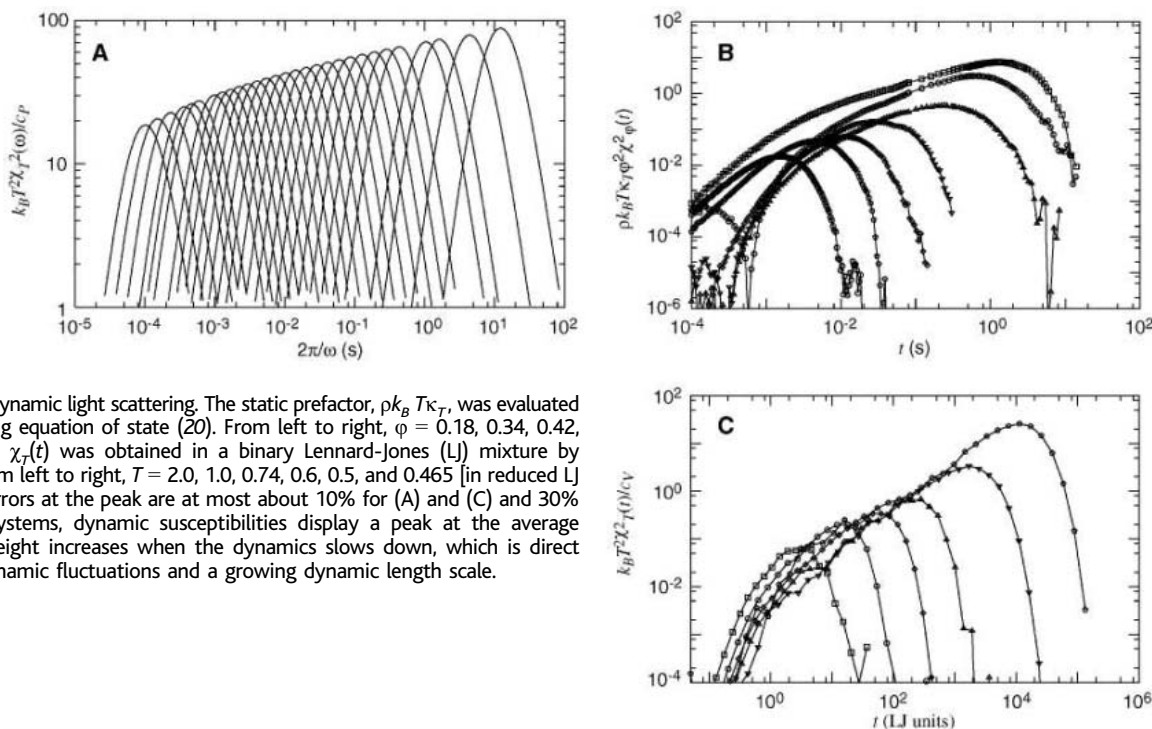 A
100
10
1
10^-5 10^-4 10^-3 10^-2 10^-1 10^0 10^1 10^2
2π/ω (s)
k_BT^2χ_T^2(ω)/c_P
B
10^2
10^0
10^-2
10^-4
10^-6
10^-4 10^-2 10^0 10^2
t (s)
ρk_BTκ_Tφ^2χ^2_φ(t)
ynamic light scattering. The static prefactor, ρk_B Tκ_T, was evaluated
g equation of state (20). From left to right, φ = 0.18, 0.34, 0.42,
χ_T(t) was obtained in a binary Lennard-Jones (LJ) mixture by
m left to right, T = 2.0, 1.0, 0.74, 0.6, 0.5, and 0.465 [in reduced LJ
rrors at the peak are at most about 10% for (A) and (C) and 30%
ystems, dynamic susceptibilities display a peak at the average
eight increases when the dynamics slows down, which is direct
namic fluctuations and a growing dynamic length scale.
C
10^2
10^0
10^-2
10^-4
10^0 10^2 10^4 10^6
t (LJ units)
k_BT^2χ^2_T(t)/c_V